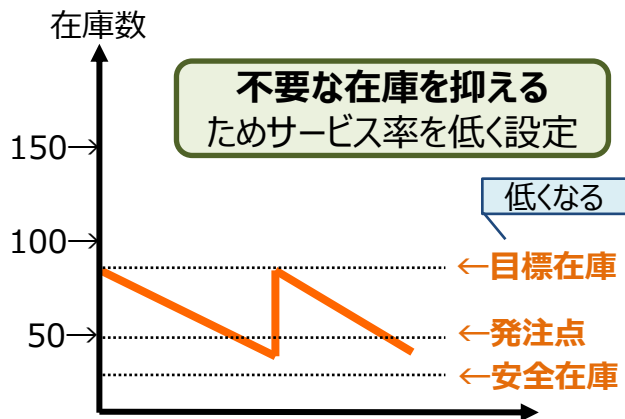 在庫数
不要な在庫を抑える
ためサービス率を低く設定
150→
低くなる
100→
←目標在庫
50→
←発注点
←安全在庫